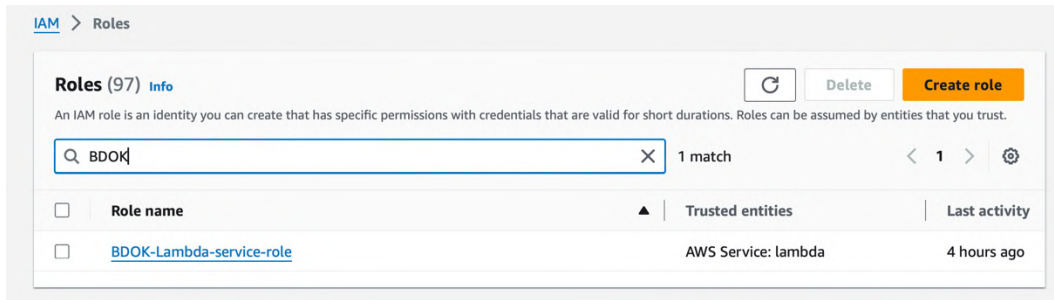 IAM > Roles
Roles (97) Info
Delete
Create role
An IAM role is an identity you can create that has specific permissions with credentials that are valid for short durations. Roles can be assumed by entities that you trust.
BDOK
1 match
< 1 >
Role name ▲ Trusted entities Last activity
BDOK-Lambda-service-role AWS Service: lambda 4 hours ago